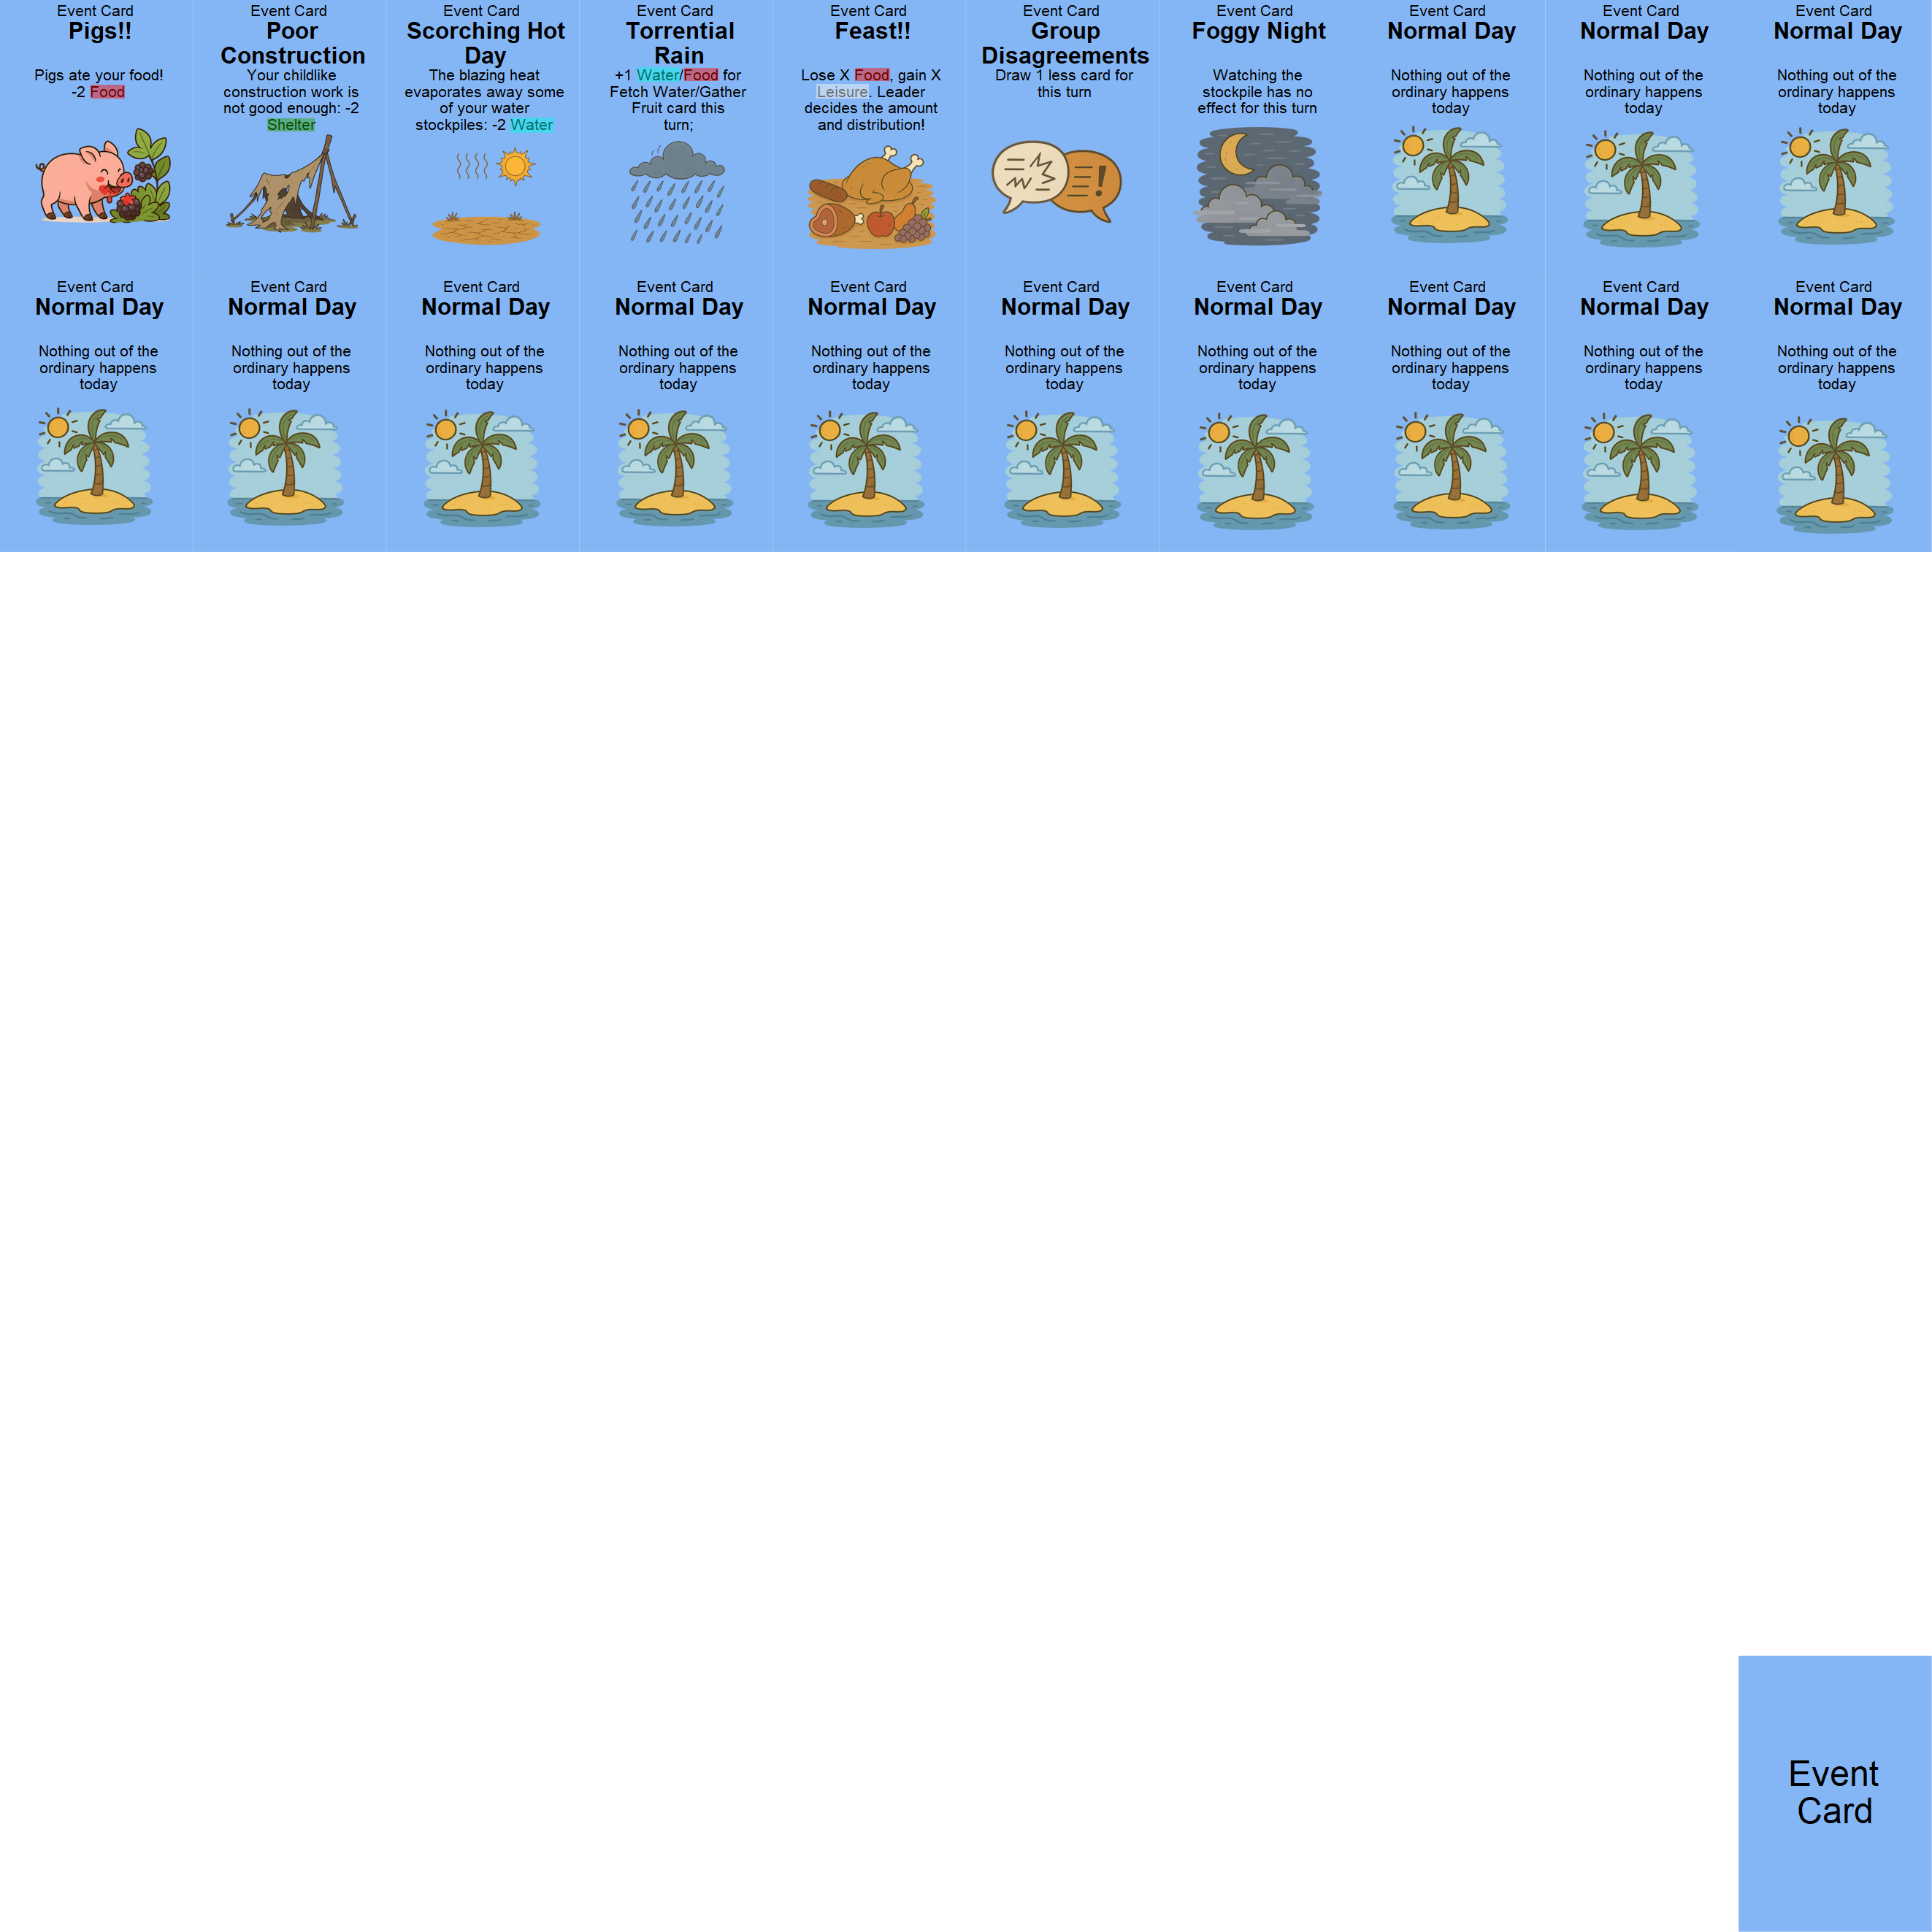 Event Card
Pigs!!
Pigs ate your food!
-2 Food
Event Card
Poor
Construction
Your childlike
construction work is
not good enough: -2
Shelter
Event Card
Scorching Hot
Day
The blazing heat
evaporates away some
of your water
stockpiles: -2 Water
Event Card
Torrential
Rain
+1 Water/Food for
Fetch Water/Gather
Fruit card this
turn;
Event Card
Feast!!
Lose X Food, gain X
Leisure. Leader
decides the amount
and distribution!
Event Card
Group
Disagreements
Draw 1 less card for
this turn
Event Card
Foggy Night
Watching the
stockpile has no
effect for this turn
Event Card
Normal Day
Nothing out of the
ordinary happens
today
Event Card
Normal Day
Nothing out of the
ordinary happens
today
Event Card
Normal Day
Nothing out of the
ordinary happens
today
Event Card
Normal Day
Nothing out of the
ordinary happens
today
Event Card
Normal Day
Nothing out of the
ordinary happens
today
Event Card
Normal Day
Nothing out of the
ordinary happens
today
Event Card
Normal Day
Nothing out of the
ordinary happens
today
Event Card
Normal Day
Nothing out of the
ordinary happens
today
Event Card
Normal Day
Nothing out of the
ordinary happens
today
Event Card
Normal Day
Nothing out of the
ordinary happens
today
Event Card
Normal Day
Nothing out of the
ordinary happens
today
Event Card
Normal Day
Nothing out of the
ordinary happens
today
Event Card
Normal Day
Nothing out of the
ordinary happens
today
Event
Card